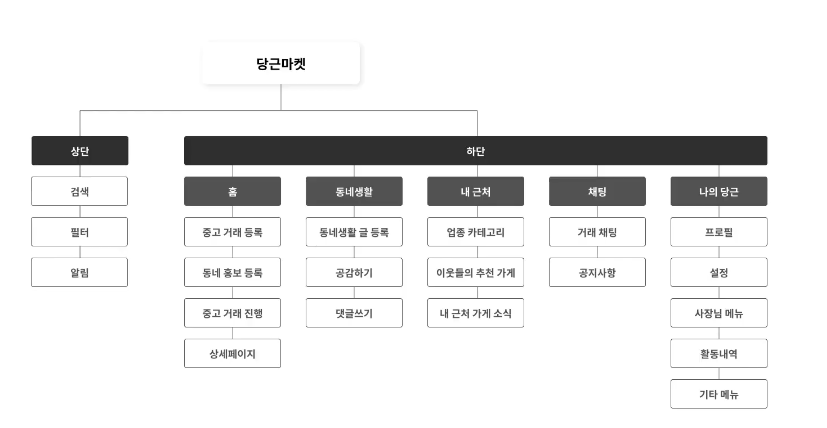 당근마켓
상단
하단
검색
홈
동네생활
내 근처
채팅
나의 당근
필터
중고 거래 등록
동네생활 글 등록
업종 카테고리
거래 채팅
프로필
알림
동네 홍보 등록
공감하기
이웃들의 추천 가게
공지사항
설정
중고 거래 진행
댓글쓰기
내 근처 가게 소식
사장님 메뉴
상세페이지
활동내역
기타 메뉴